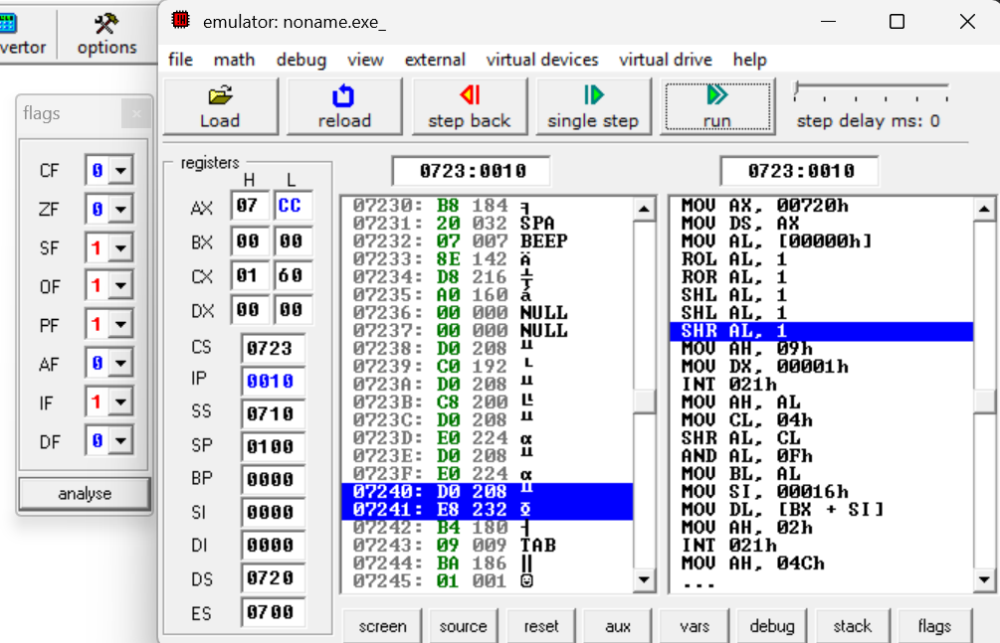 emulator: noname.exe_
vertor options
file math debug view external virtual devices virtual drive help
Load reload step back single step run step delay ms: 0
flags
CF 0
ZF 0
SF 1
OF 1
PF 1
AF 0
IF 1
DF 0
analyse
registers
H L
AX 07 CC
BX 00 00
CX 01 60
DX 00 00
CS 0723
IP 0010
SS 0710
SP 0100
BP 0000
SI 0000
DI 0000
DS 0720
ES 0700
0723:0010
07230: B8 184 ╕
07231: 20 032 SPA
07232: 07 007 BEEP
07233: 8E 142 Ä
07234: D8 216 ╪
07235: A0 160 á
07236: 00 000 NULL
07237: 00 000 NULL
07238: D0 208 ╨
07239: C0 192 └
0723A: D0 208 ╨
0723B: C8 200 ╚
0723C: D0 208 ╨
0723D: E0 224 α
0723E: D0 208 ╨
0723F: E0 224 α
07240: D0 208 ╨
07241: E8 232 Φ
07242: B4 180 ┤
07243: 09 009 TAB
07244: BA 186 ║
07245: 01 001 ☺
0723:0010
MOV AX, 00720h
MOV DS, AX
MOV AL, [00000h]
ROL AL, 1
ROR AL, 1
SHL AL, 1
SHL AL, 1
SHR AL, 1
MOV AH, 09h
MOV DX, 00001h
INT 021h
MOV AH, AL
MOV CL, 04h
SHR AL, CL
AND AL, 0Fh
MOV BL, AL
MOV SI, 00016h
MOV DL, [BX + SI]
MOV AH, 02h
INT 021h
MOV AH, 04Ch
...
screen source reset aux vars debug stack flags